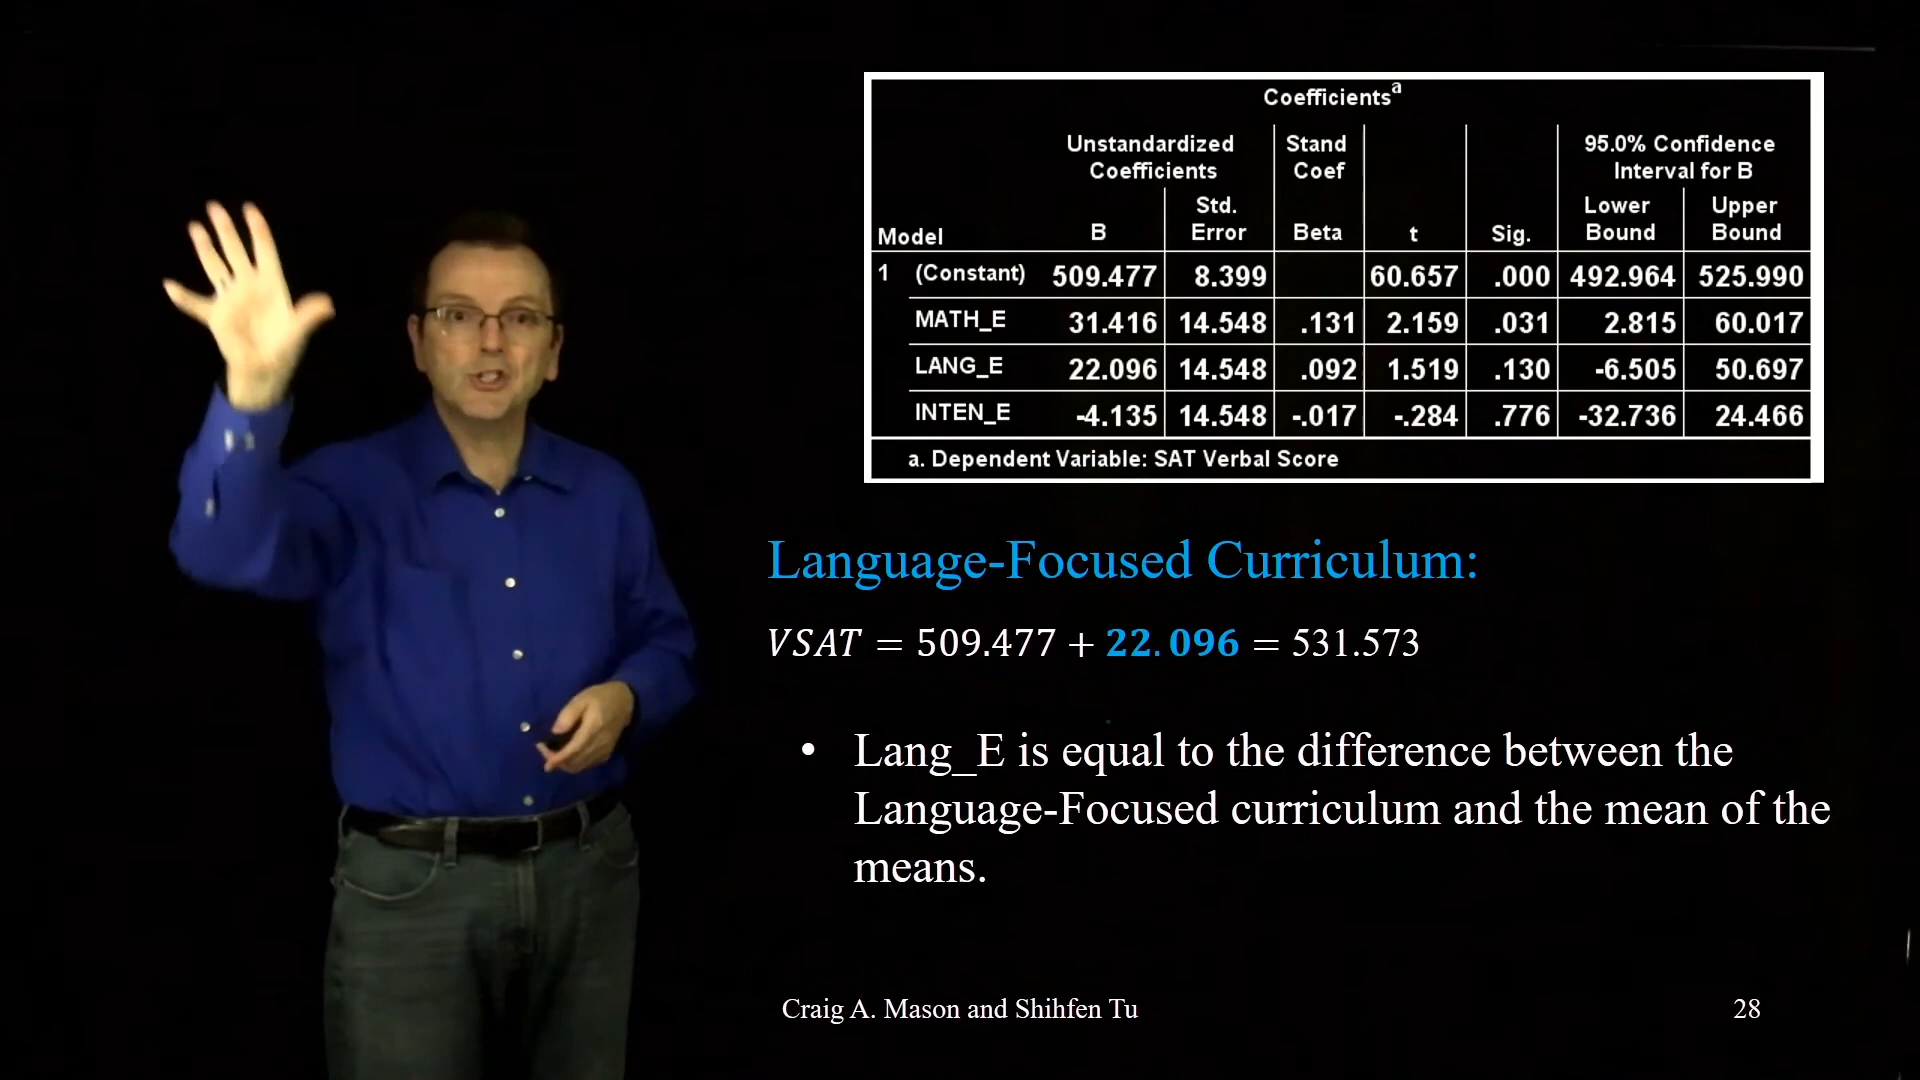 Coefficientsᵃ
Unstandardized Coefficients
Stand Coef
95.0% Confidence Interval for B
Model
B
Std. Error
Beta
t
Sig.
Lower Bound
Upper Bound
1 (Constant) 509.477 8.399 60.657 .000 492.964 525.990
MATH_E 31.416 14.548 .131 2.159 .031 2.815 60.017
LANG_E 22.096 14.548 .092 1.519 .130 -6.505 50.697
INTEN_E -4.135 14.548 -.017 -.284 .776 -32.736 24.466
a. Dependent Variable: SAT Verbal Score
Language-Focused Curriculum:
VSAT = 509.477 + 22.096 = 531.573
• Lang_E is equal to the difference between the
Language-Focused curriculum and the mean of the
means.
Craig A. Mason and Shihfen Tu
28